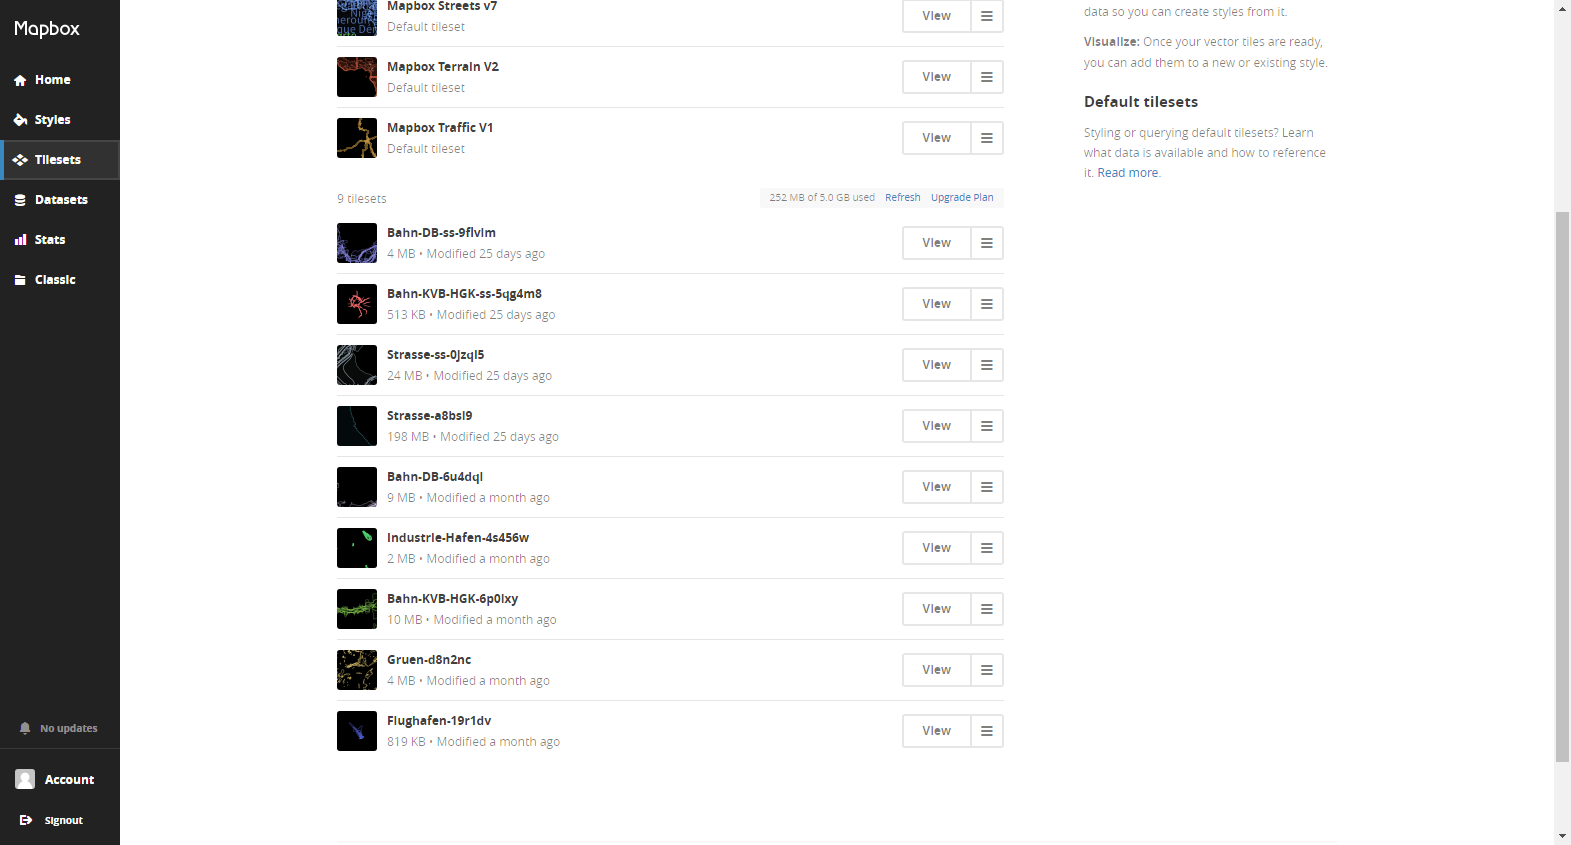 Mapbox
Home
Styles
Tilesets
Datasets
Stats
Classic
No updates
Account
Signout
Mapbox Streets v7
Default tileset
View
Mapbox Terrain V2
Default tileset
View
Mapbox Traffic V1
Default tileset
View
9 tilesets
252 MB of 5.0 GB used Refresh Upgrade Plan
Bahn-DB-ss-9flvlm
4 MB • Modified 25 days ago
View
Bahn-KVB-HGK-ss-5qg4m8
513 KB • Modified 25 days ago
View
Strasse-ss-0jzql5
24 MB • Modified 25 days ago
View
Strasse-a8bsl9
198 MB • Modified 25 days ago
View
Bahn-DB-6u4dql
9 MB • Modified a month ago
View
Industrie-Hafen-4s456w
2 MB • Modified a month ago
View
Bahn-KVB-HGK-6p0lxy
10 MB • Modified a month ago
View
Gruen-d8n2nc
4 MB • Modified a month ago
View
Flughafen-19r1dv
819 KB • Modified a month ago
View
data so you can create styles from it.
Visualize: Once your vector tiles are ready,
you can add them to a new or existing style.
Default tilesets
Styling or querying default tilesets? Learn
what data is available and how to reference
it. Read more.